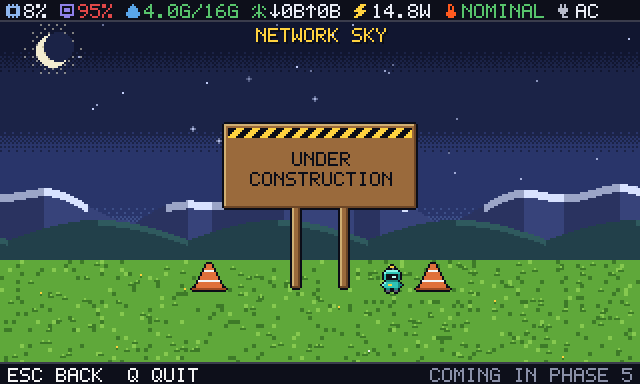 8% 95% 4.0G/16G ↓0B↑0B 14.8W NOMINAL AC
NETWORK SKY
UNDER
CONSTRUCTION
ESC BACK Q QUIT COMING IN PHASE 5